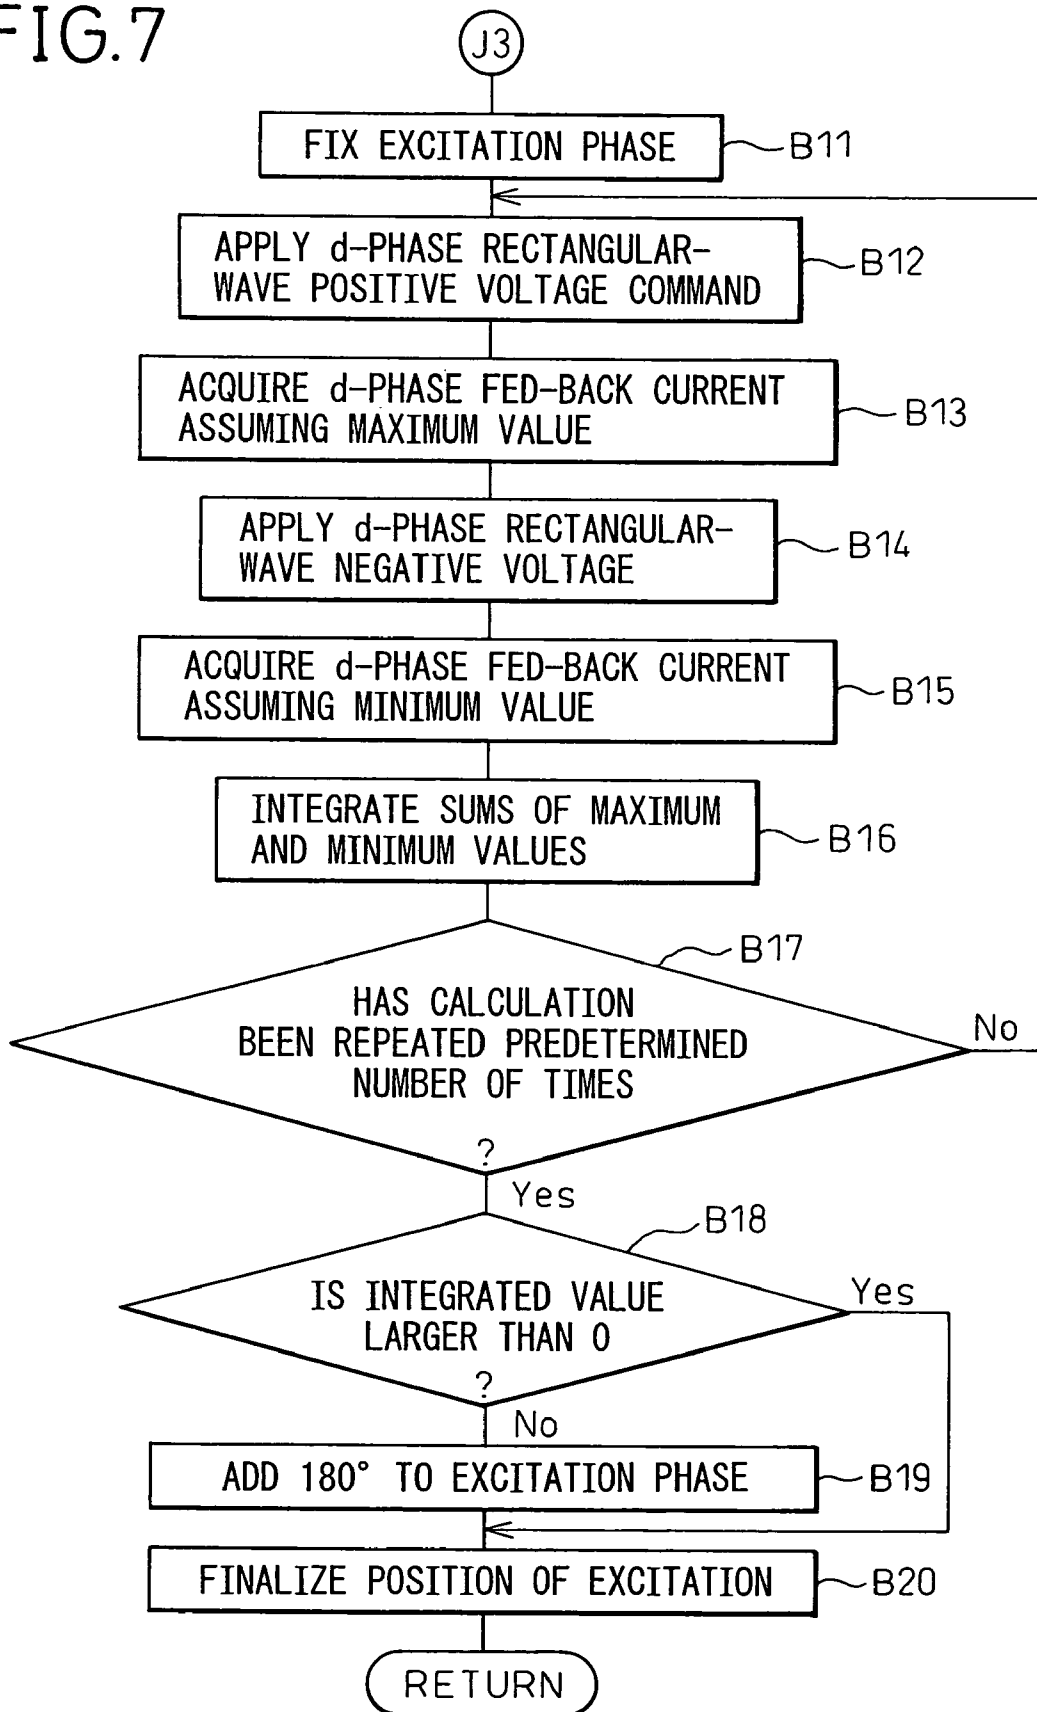 FIG.7
J3
FIX EXCITATION PHASE
B11
APPLY d-PHASE RECTANGULAR-
WAVE POSITIVE VOLTAGE COMMAND
B12
ACQUIRE d-PHASE FED-BACK CURRENT
ASSUMING MAXIMUM VALUE
B13
APPLY d-PHASE RECTANGULAR-
WAVE NEGATIVE VOLTAGE
B14
ACQUIRE d-PHASE FED-BACK CURRENT
ASSUMING MINIMUM VALUE
B15
INTEGRATE SUMS OF MAXIMUM
AND MINIMUM VALUES
B16
B17
HAS CALCULATION
BEEN REPEATED PREDETERMINED
NUMBER OF TIMES
?
No
Yes
B18
IS INTEGRATED VALUE
LARGER THAN 0
?
Yes
No
ADD 180° TO EXCITATION PHASE
B19
FINALIZE POSITION OF EXCITATION
B20
RETURN